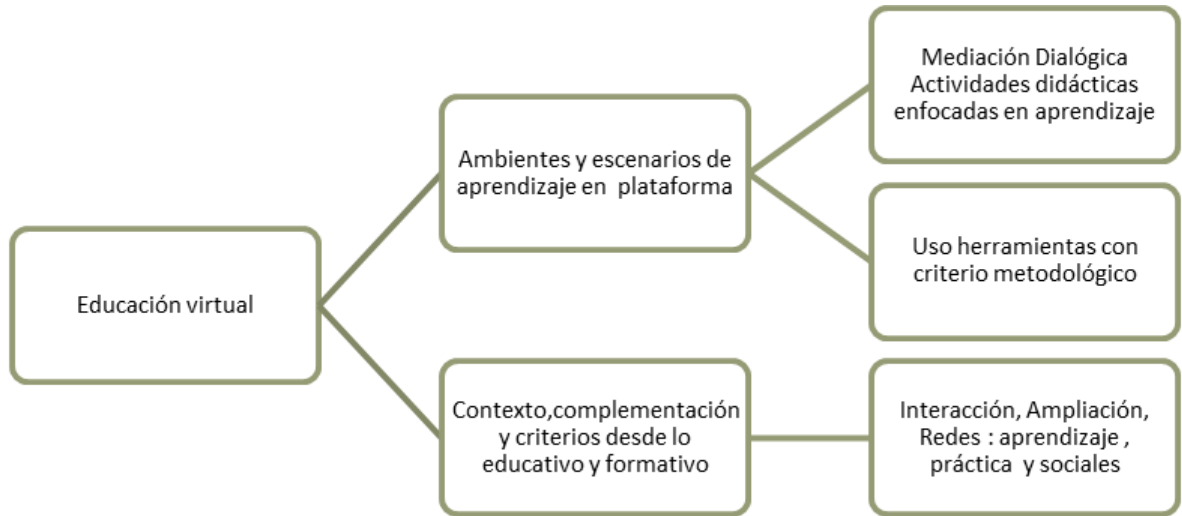 Educación virtual
Ambientes y escenarios de
aprendizaje en plataforma
Mediación Dialógica
Actividades didácticas
enfocadas en aprendizaje
Uso herramientas con
criterio metodológico
Contexto,complementación
y criterios desde lo
educativo y formativo
Interacción, Ampliación,
Redes : aprendizaje ,
práctica y sociales